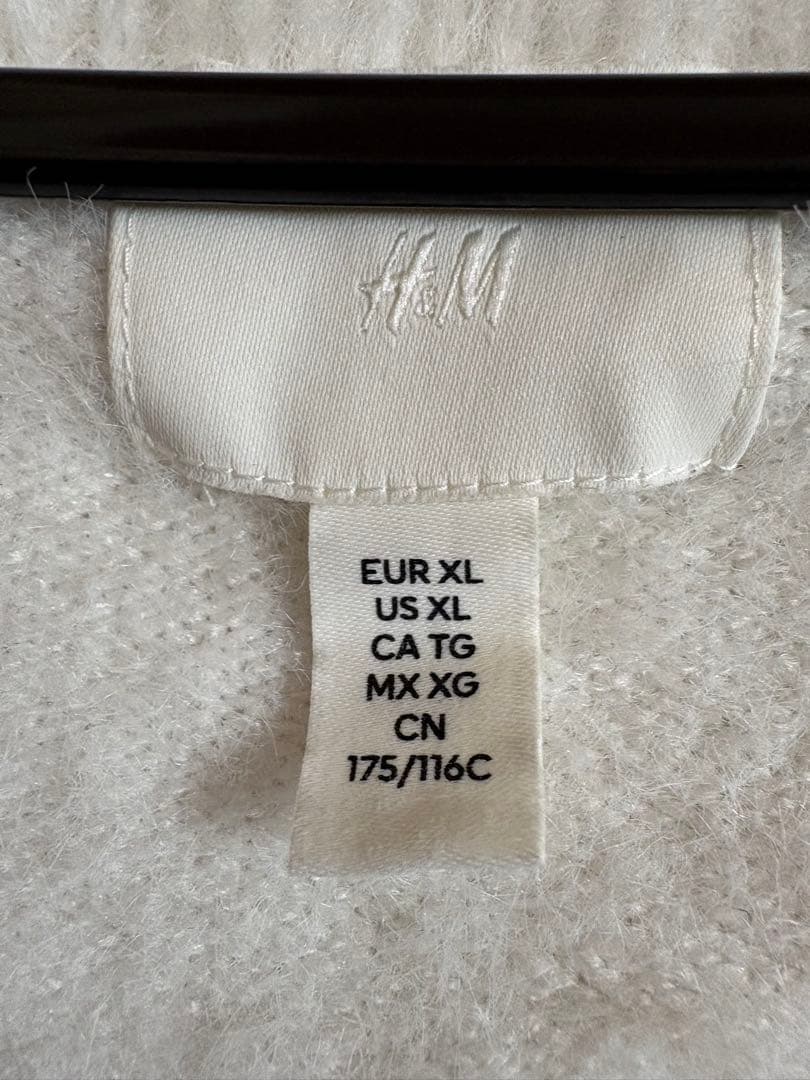 H&M
EUR XL
US XL
CA TG
MX XG
CN
175/116C